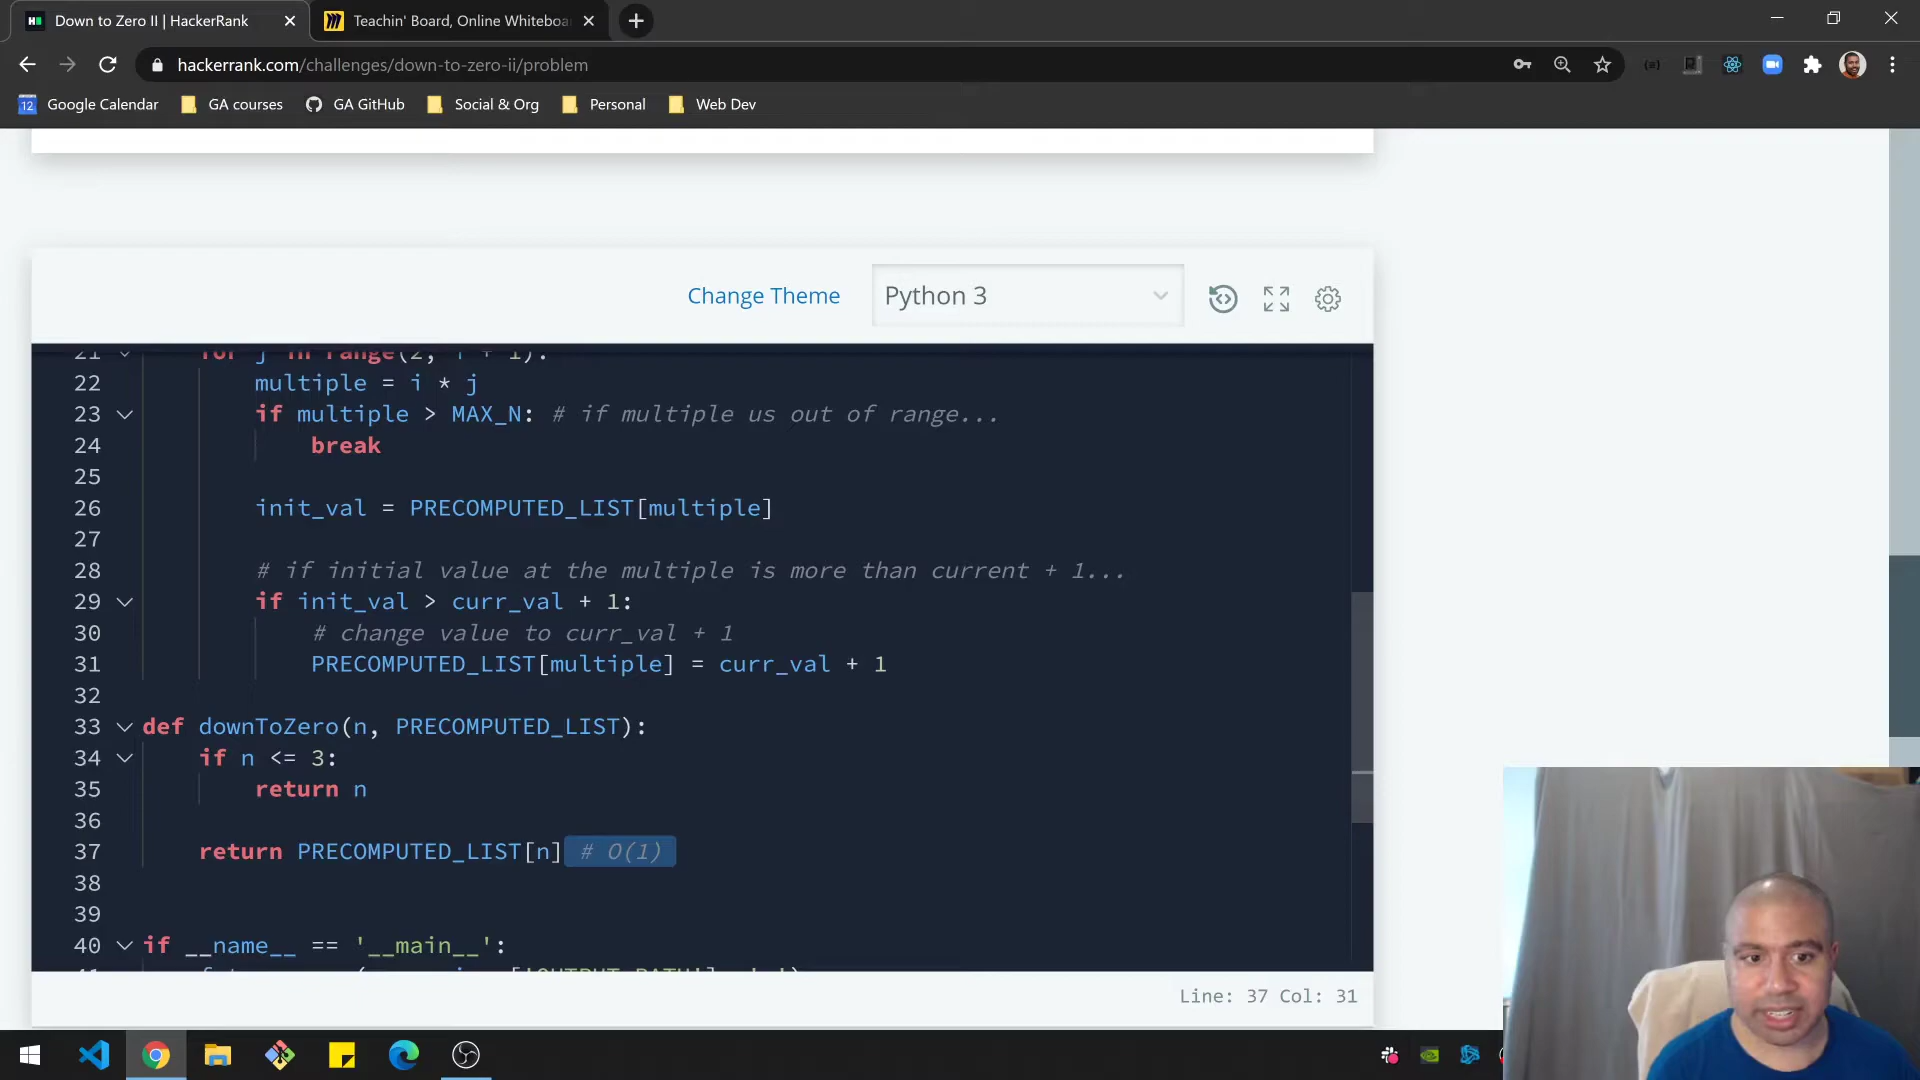 Down to Zero II | HackerRank
Teachin' Board, Online Whiteboa
hackerrank.com/challenges/down-to-zero-ii/problem
12 Google Calendar
GA courses
GA GitHub
Social & Org
Personal
Web Dev
Change Theme
Python 3
21 for j in range(2, i + 1):
22 multiple = i * j
23 if multiple > MAX_N: # if multiple us out of range...
24 break
25
26 init_val = PRECOMPUTED_LIST[multiple]
27
28 # if initial value at the multiple is more than current + 1...
29 if init_val > curr_val + 1:
30 # change value to curr_val + 1
31 PRECOMPUTED_LIST[multiple] = curr_val + 1
32
33 def downToZero(n, PRECOMPUTED_LIST):
34 if n <= 3:
35 return n
36
37 return PRECOMPUTED_LIST[n] # O(1)
38
39
40 if __name__ == '__main__':
Line: 37 Col: 31